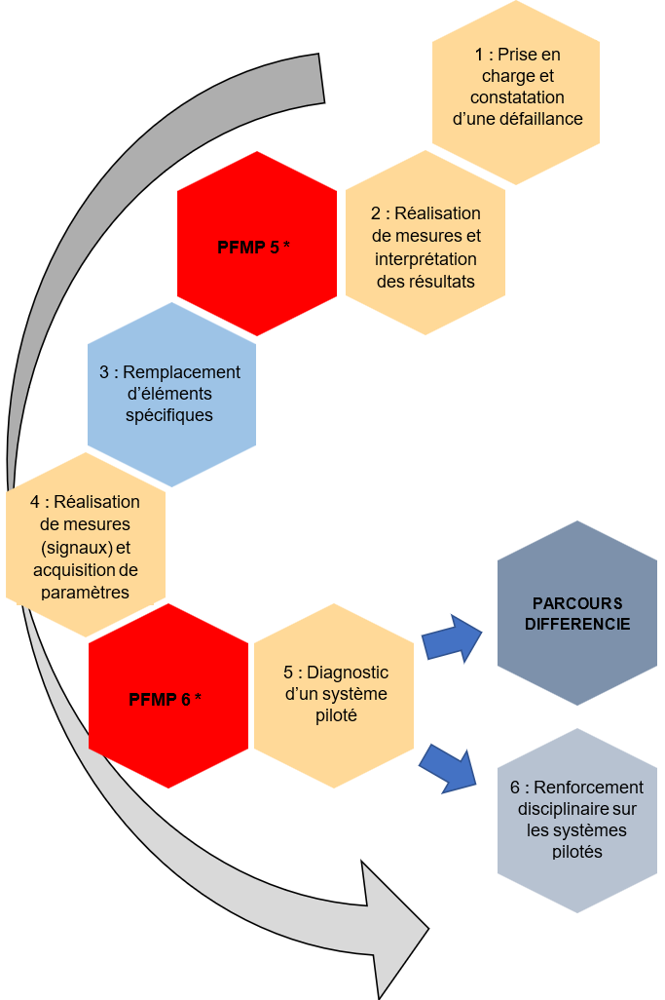 1 : Prise en
charge et
constatation
d’une défaillance
2 : Réalisation
de mesures et
interprétation
des résultats
PFMP 5 *
3 : Remplacement
d’éléments
spécifiques
4 : Réalisation
de mesures
(signaux) et
acquisition de
paramètres
PFMP 6 *
5 : Diagnostic
d’un système
piloté
PARCOURS
DIFFERENCIE
6 : Renforcement
disciplinaire sur
les systèmes
pilotés